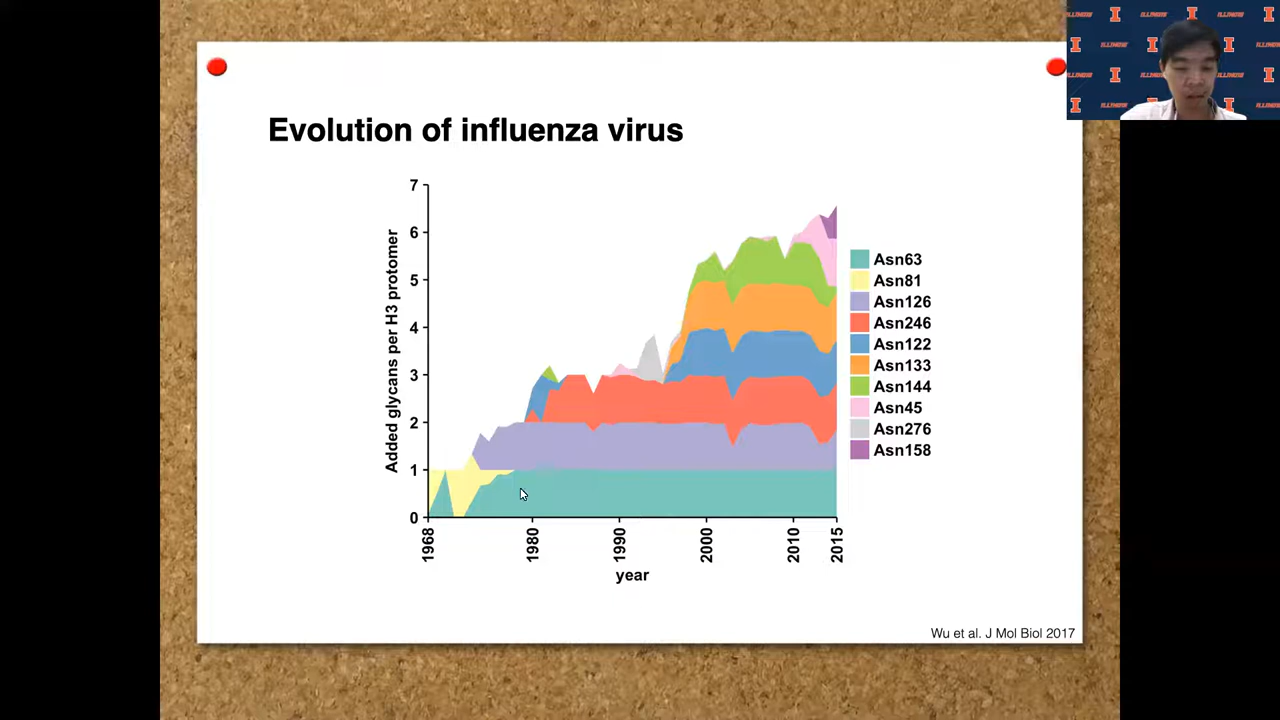 ILLINOIS
Evolution of influenza virus
Added glycans per H3 protomer
7
6
5
4
3
2
1
0
1968
1980
1990
2000
2010
2015
year
Asn63
Asn81
Asn126
Asn246
Asn122
Asn133
Asn144
Asn45
Asn276
Asn158
Wu et al. J Mol Biol 2017